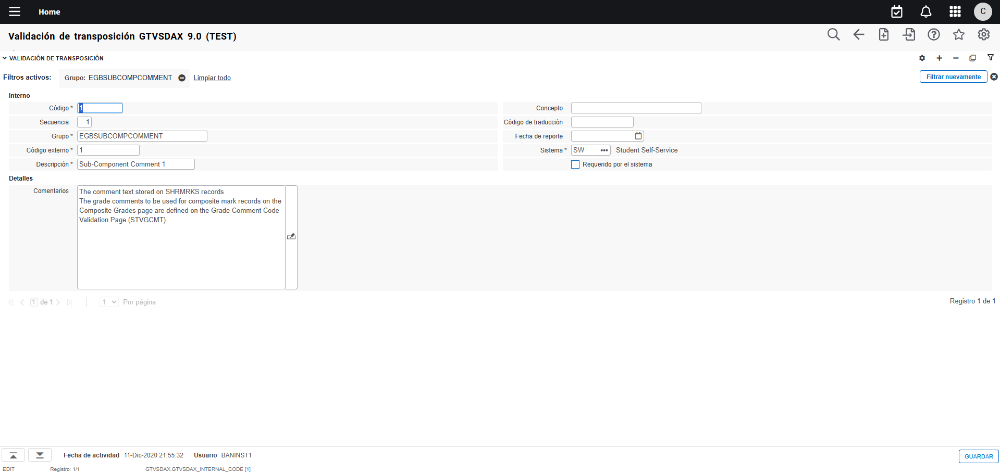 Home
C
Validación de transposición GTVSDAX 9.0 (TEST)
VALIDACIÓN DE TRANSPOSICIÓN
Filtros activos: Grupo: EGBSUBCOMPCOMMENT Limpiar todo Filtrar nuevamente
Interno
Código * 1 Concepto
Secuencia 1 Código de traducción
Grupo * EGBSUBCOMPCOMMENT Fecha de reporte
Código externo * 1 Sistema * SW Student Self-Service
Descripción * Sub-Component Comment 1 Requerido por el sistema
Detalles
Comentarios The comment text stored on SHRMRKS records
The grade comments to be used for composite mark records on the
Composite Grades page are defined on the Grade Comment Code
Validation Page (STVGCMT).
1 de 1 1 Por página Registro 1 de 1
Fecha de actividad 11-Dic-2020 21:55:32 Usuario BANINST1 GUARDAR
EDIT Registro: 1/1 GTVSDAX.GTVSDAX_INTERNAL_CODE [1]